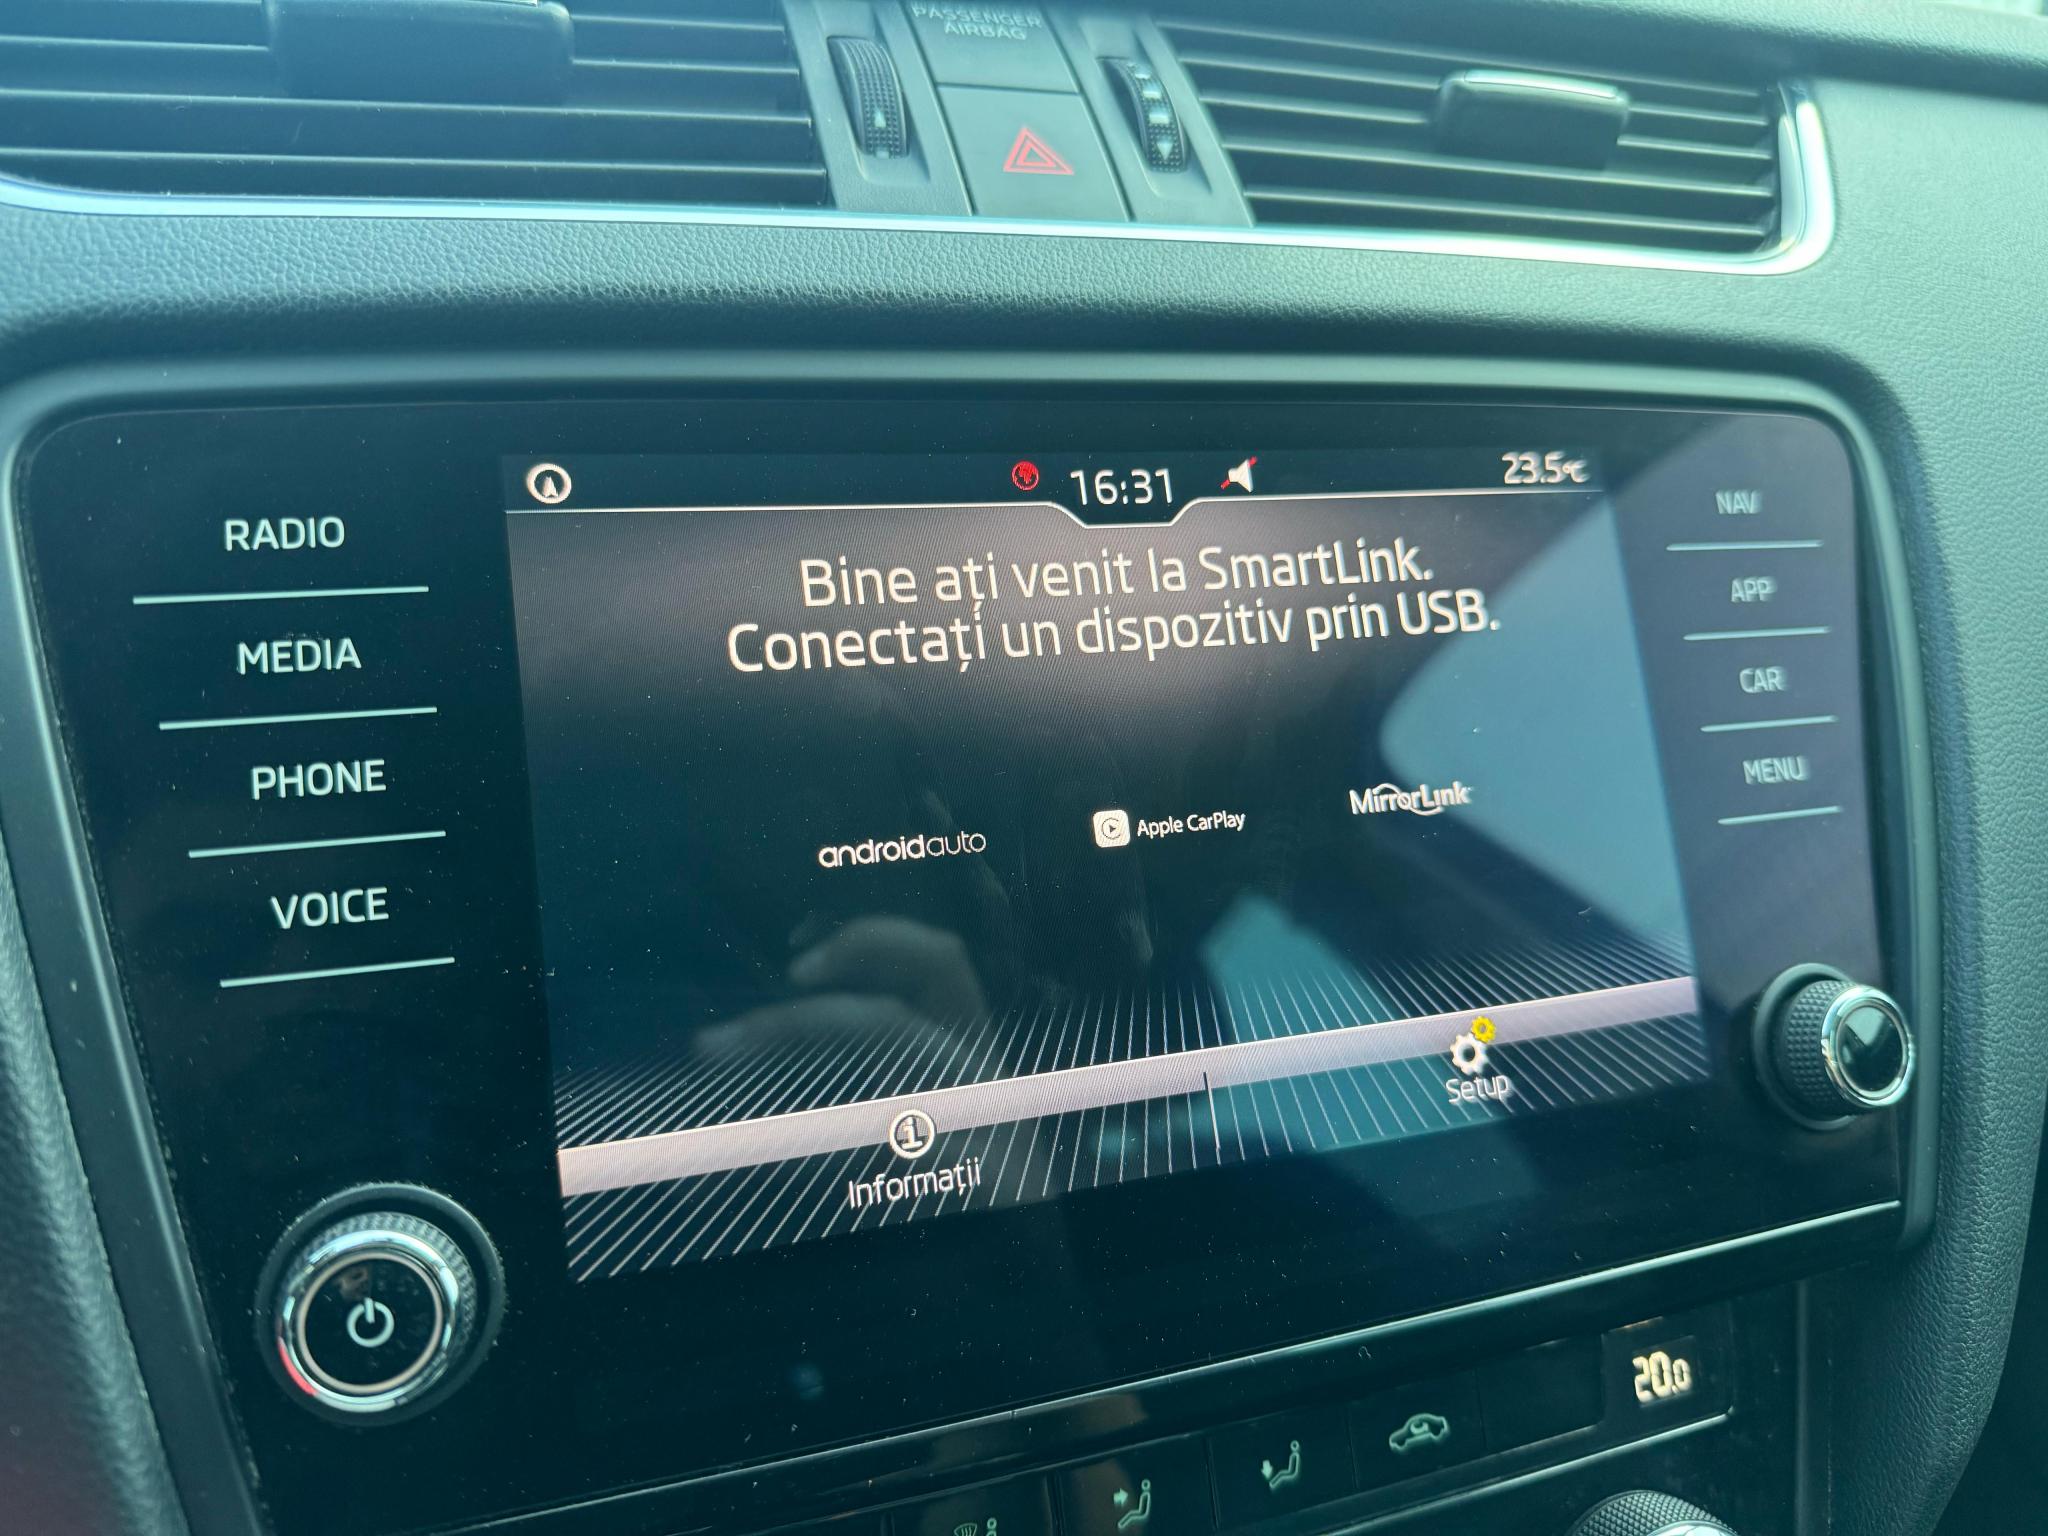 PASSENGER
AIRBAG
16:31
23.5°C
RADIO
MEDIA
PHONE
VOICE
Bine ați venit la SmartLink.
Conectați un dispozitiv prin USB.
androidauto
Apple CarPlay
MirrorLink
Informații
Setup
NAV
APP
CAR
MENU
20.0